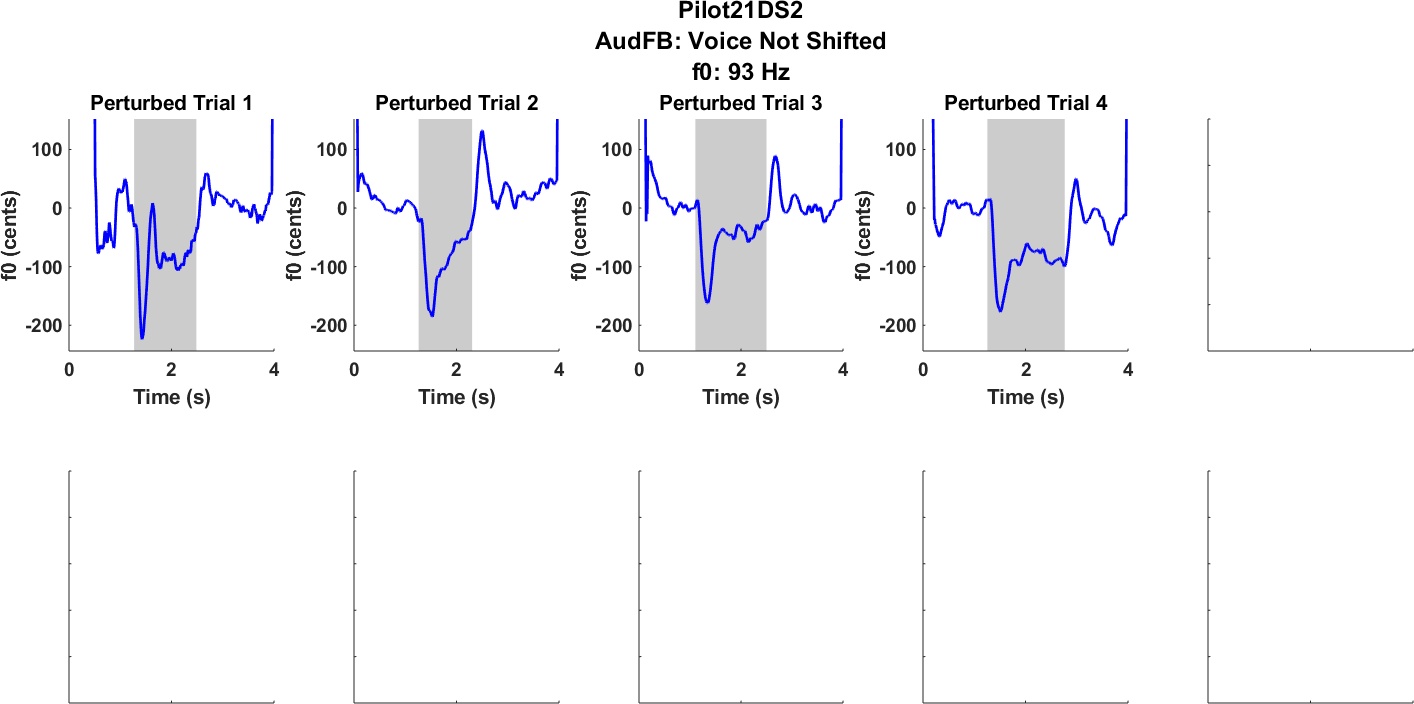 Pilot21DS2
AudFB: Voice Not Shifted
f0: 93 Hz
Perturbed Trial 1
100
0
-100
-200
f0 (cents)
0 2 4
Time (s)
Perturbed Trial 2
100
0
-100
-200
f0 (cents)
0 2 4
Time (s)
Perturbed Trial 3
100
0
-100
-200
f0 (cents)
0 2 4
Time (s)
Perturbed Trial 4
100
0
-100
-200
f0 (cents)
0 2 4
Time (s)